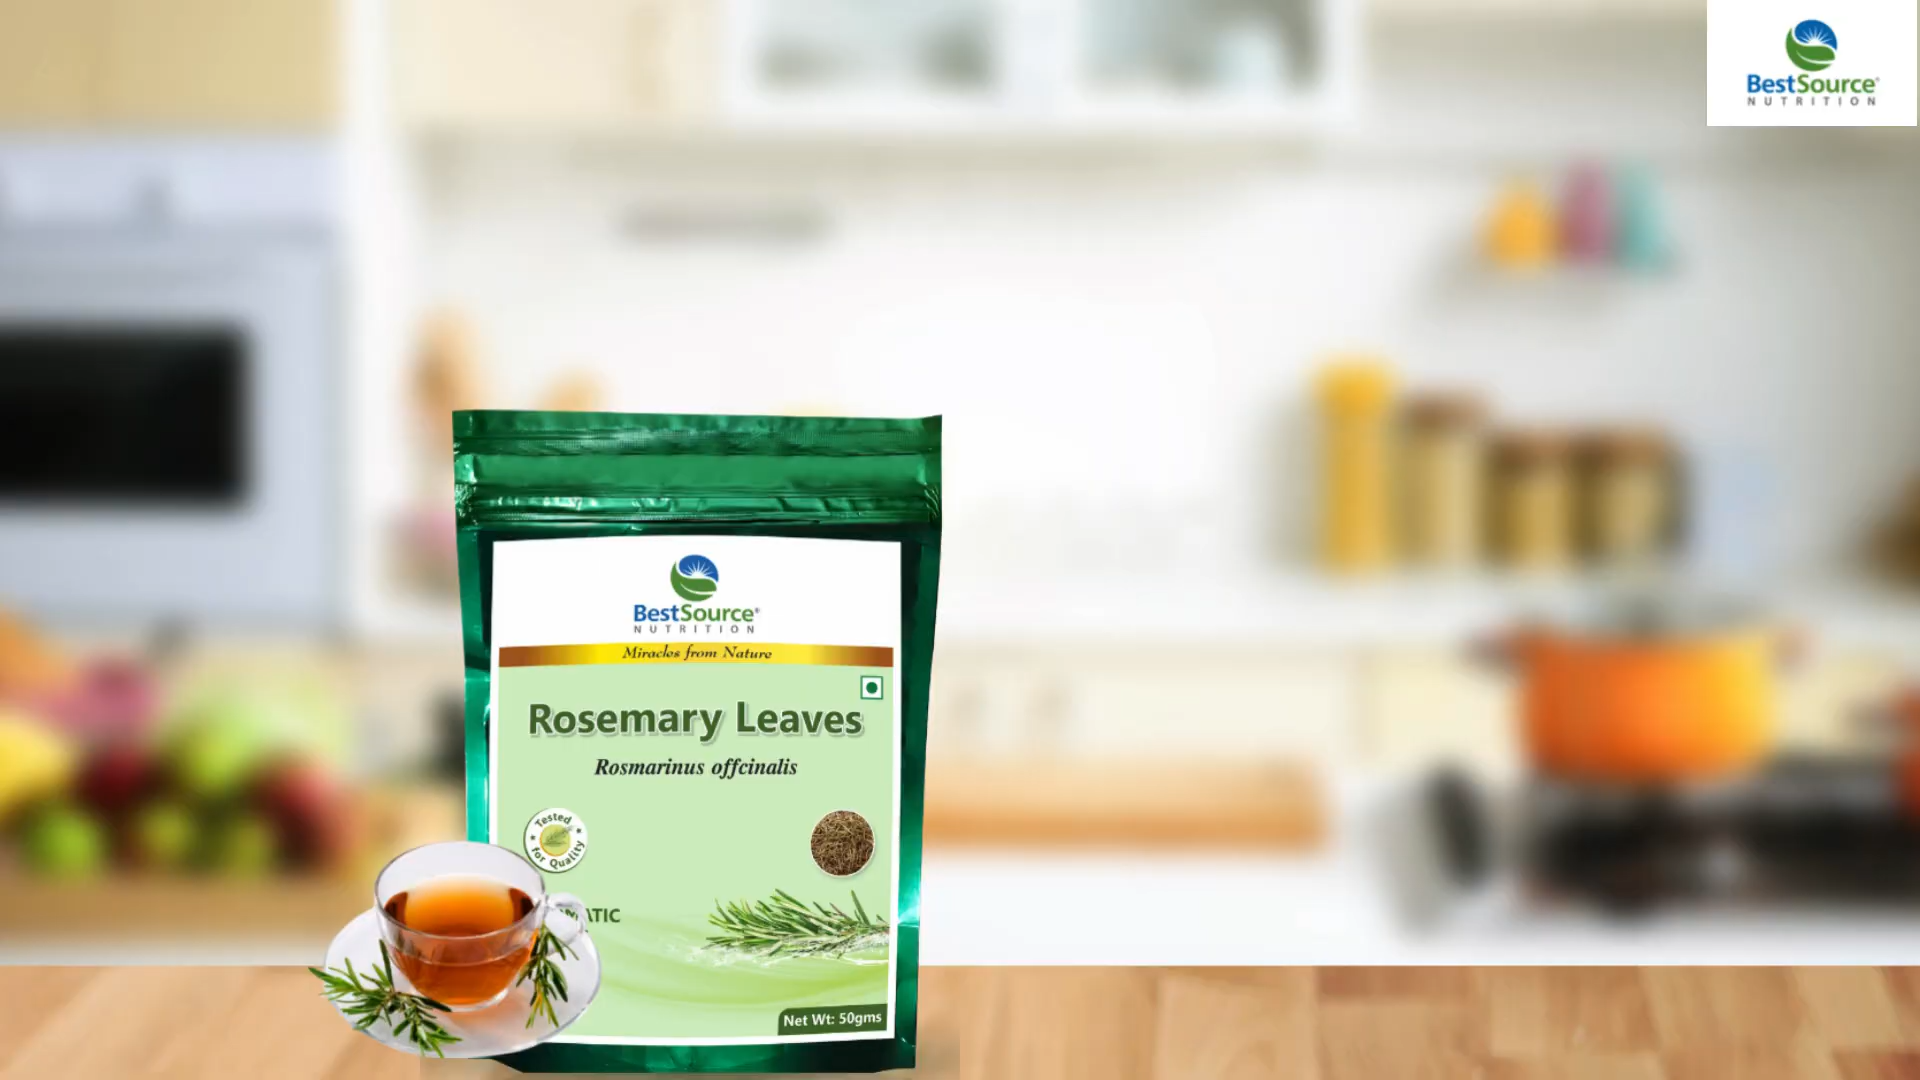 BestSource®
NUTRITION
BestSource®
NUTRITION
Miracles from Nature
Rosemary Leaves
Rosmarinus offcinalis
Tested
for Quality
Net Wt: 50gms